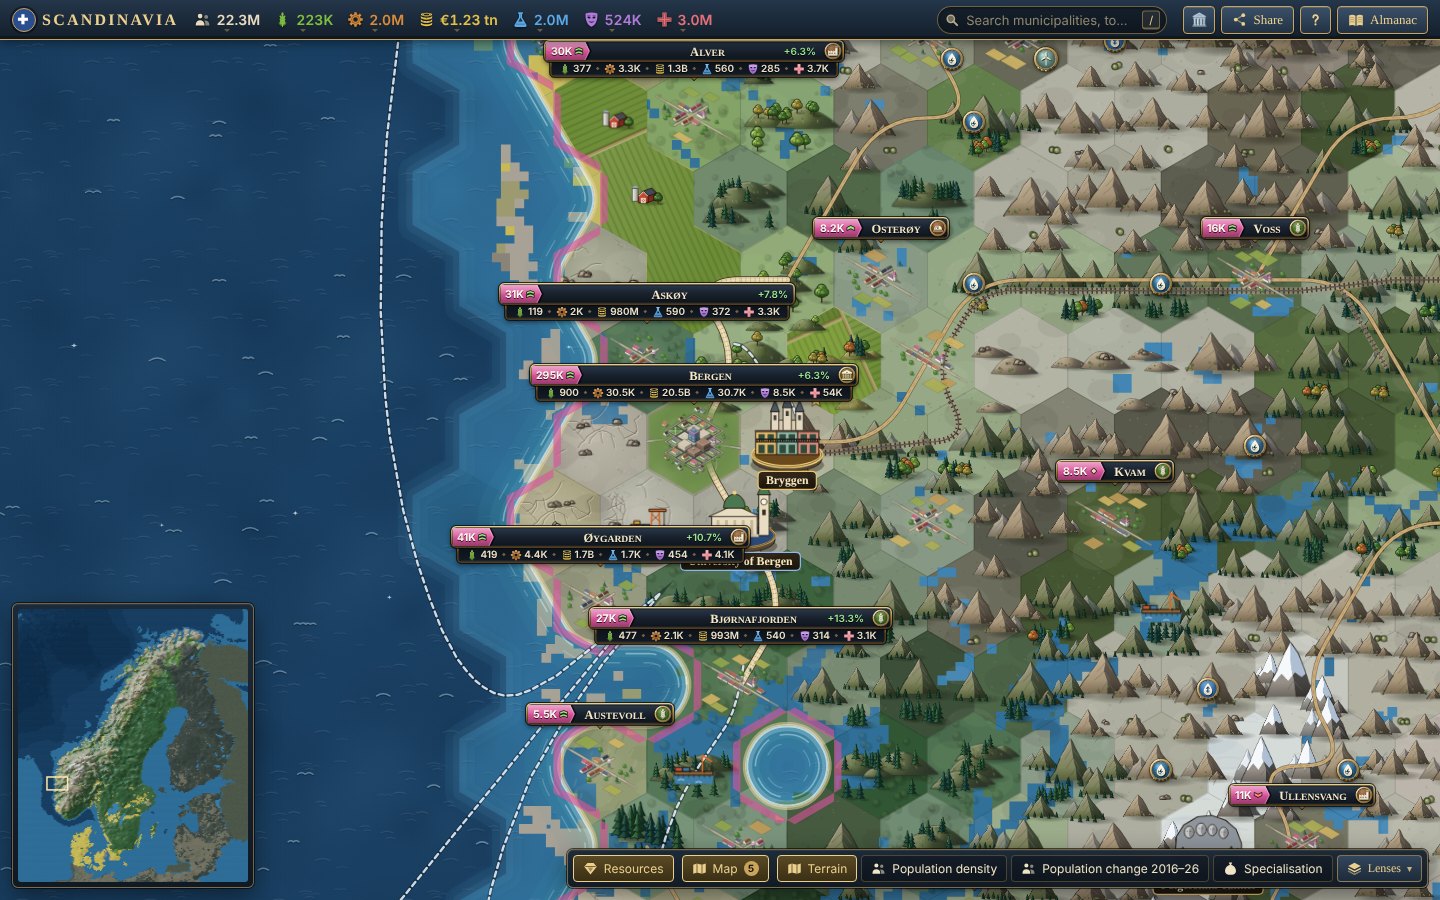 SCANDINAVIA
22.3M 223K 2.0M €1.23 tn 2.0M 524K 3.0M
Search municipalities, to... /
Share ? Almanac
30K ALVER +6.3%
377 • 3.3K • 1.3B • 560 • 285 • 3.7K
8.2K OSTERØY
16K VOSS
31K ASKØY +7.8%
119 • 2K • 980M • 590 • 372 • 3.3K
295K BERGEN +6.3%
900 • 30.5K • 20.5B • 30.7K • 8.5K • 54K
8.5K KVAM
Bryggen
41K ØYGARDEN +10.7%
419 • 4.4K • 1.7B • 1.7K • 454 • 4.1K
University of Bergen
27K BJØRNAFJORDEN +13.3%
477 • 2.1K • 993M • 540 • 314 • 3.1K
5.5K AUSTEVOLL
11K ULLENSVANG
Resources Map 5 Terrain Population density Population change 2016–26 Specialisation Lenses ▾